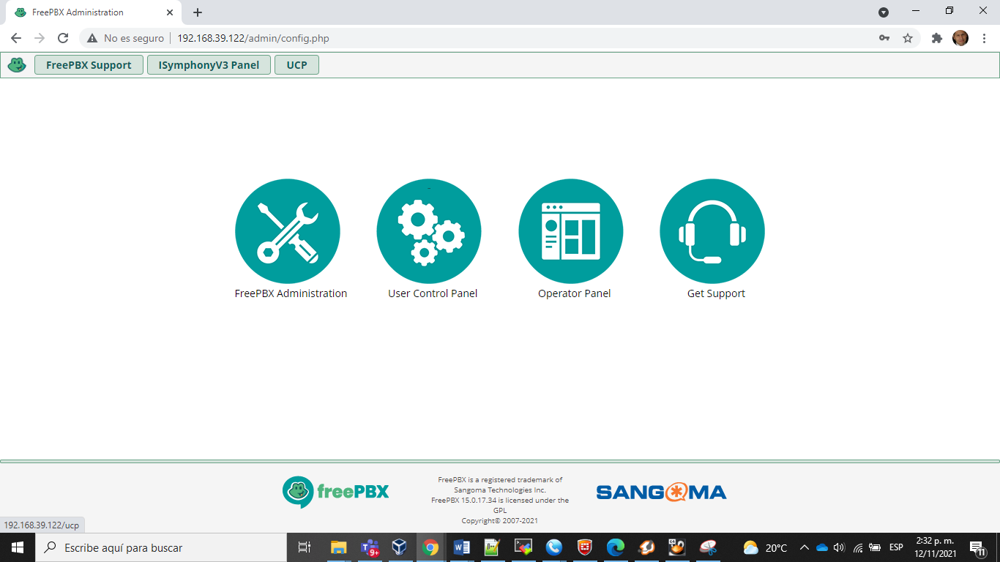 FreePBX Administration
No es seguro
192.168.39.122/admin/config.php
FreePBX Support
ISymphonyV3 Panel
UCP
FreePBX Administration
User Control Panel
Operator Panel
Get Support
freePBX
FreePBX is a registered trademark of
Sangoma Technologies Inc.
FreePBX 15.0.17.34 is licensed under the
GPL
Copyright© 2007-2021
SANGOMA
192.168.39.122/ucp
Escribe aquí para buscar
9+
64
20°C
ESP
2:32 p. m.
12/11/2021
11